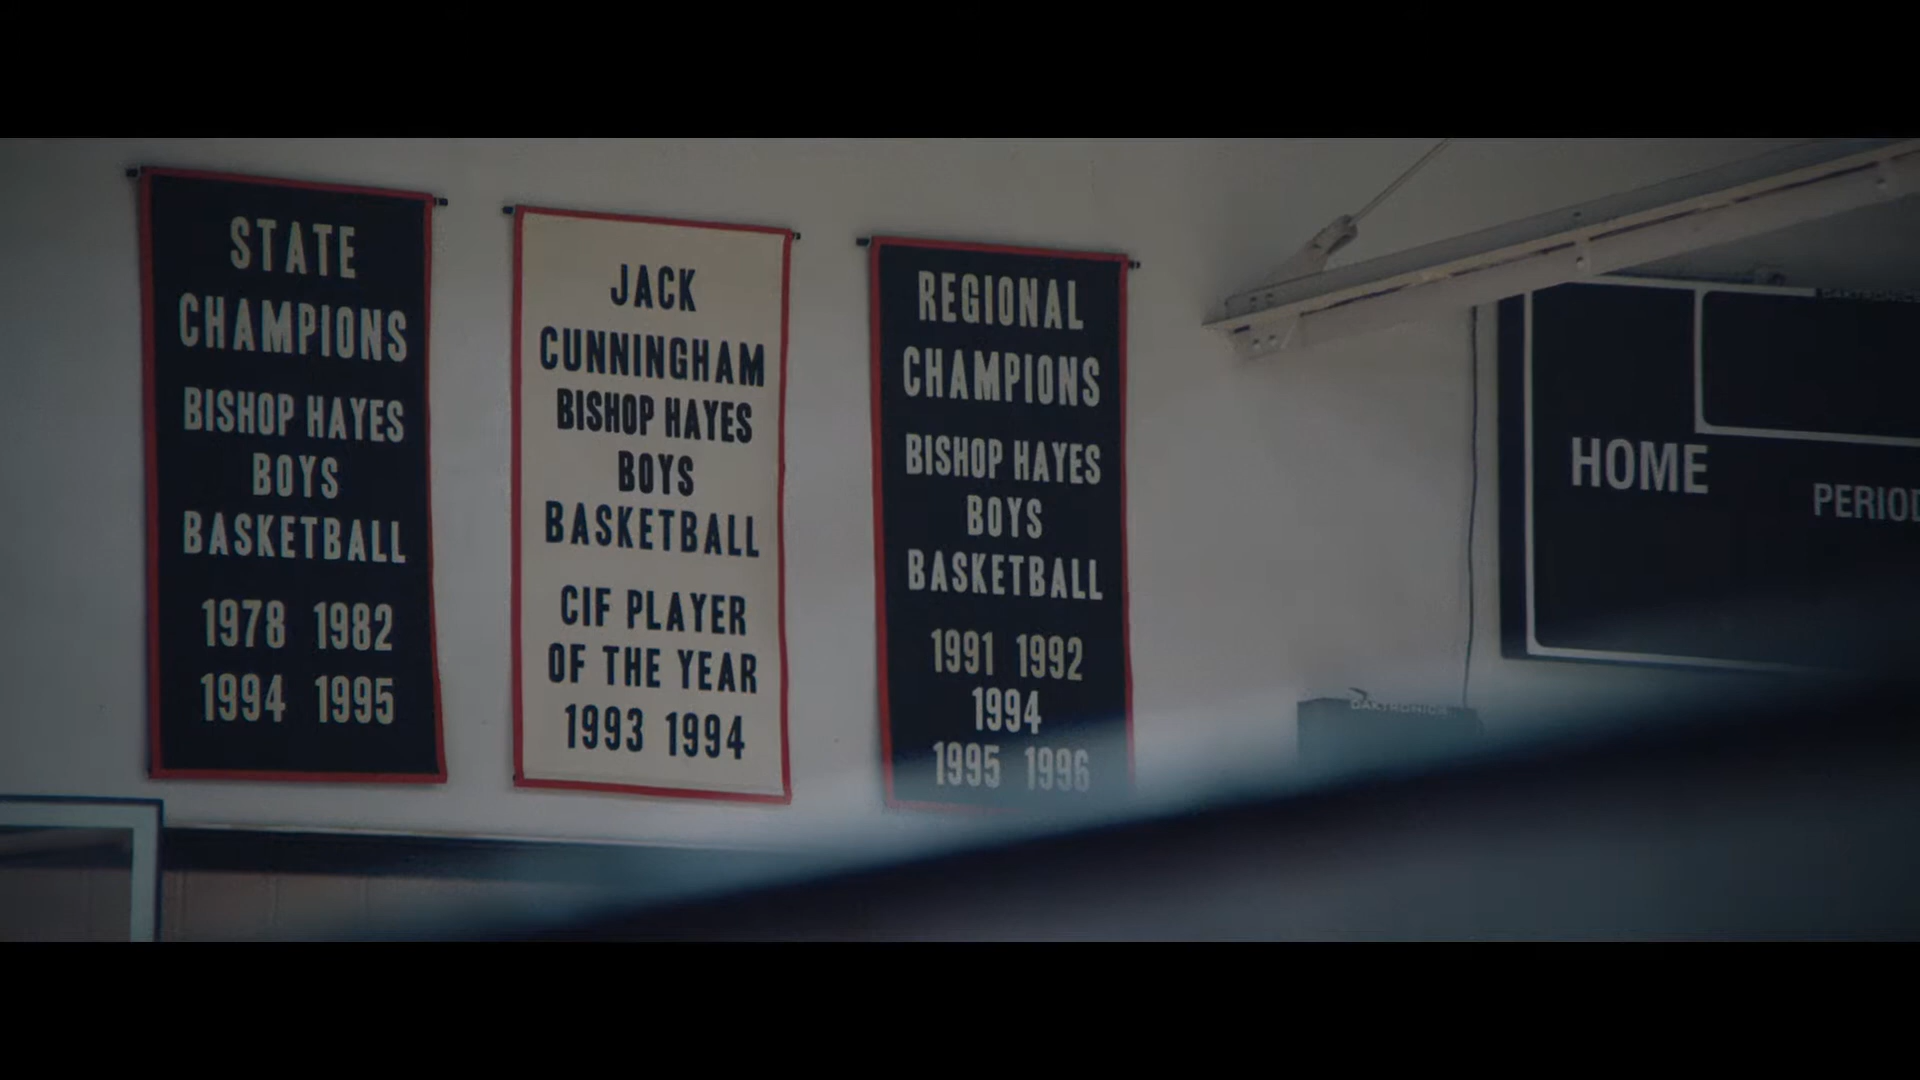 STATE
CHAMPIONS
BISHOP HAYES
BOYS
BASKETBALL
1978 1982
1994 1995
JACK
CUNNINGHAM
BISHOP HAYES
BOYS
BASKETBALL
CIF PLAYER
OF THE YEAR
1993 1994
REGIONAL
CHAMPIONS
BISHOP HAYES
BOYS
BASKETBALL
1991 1992
1994
1995 1996
HOME
PERIOD
DAKTRONICS